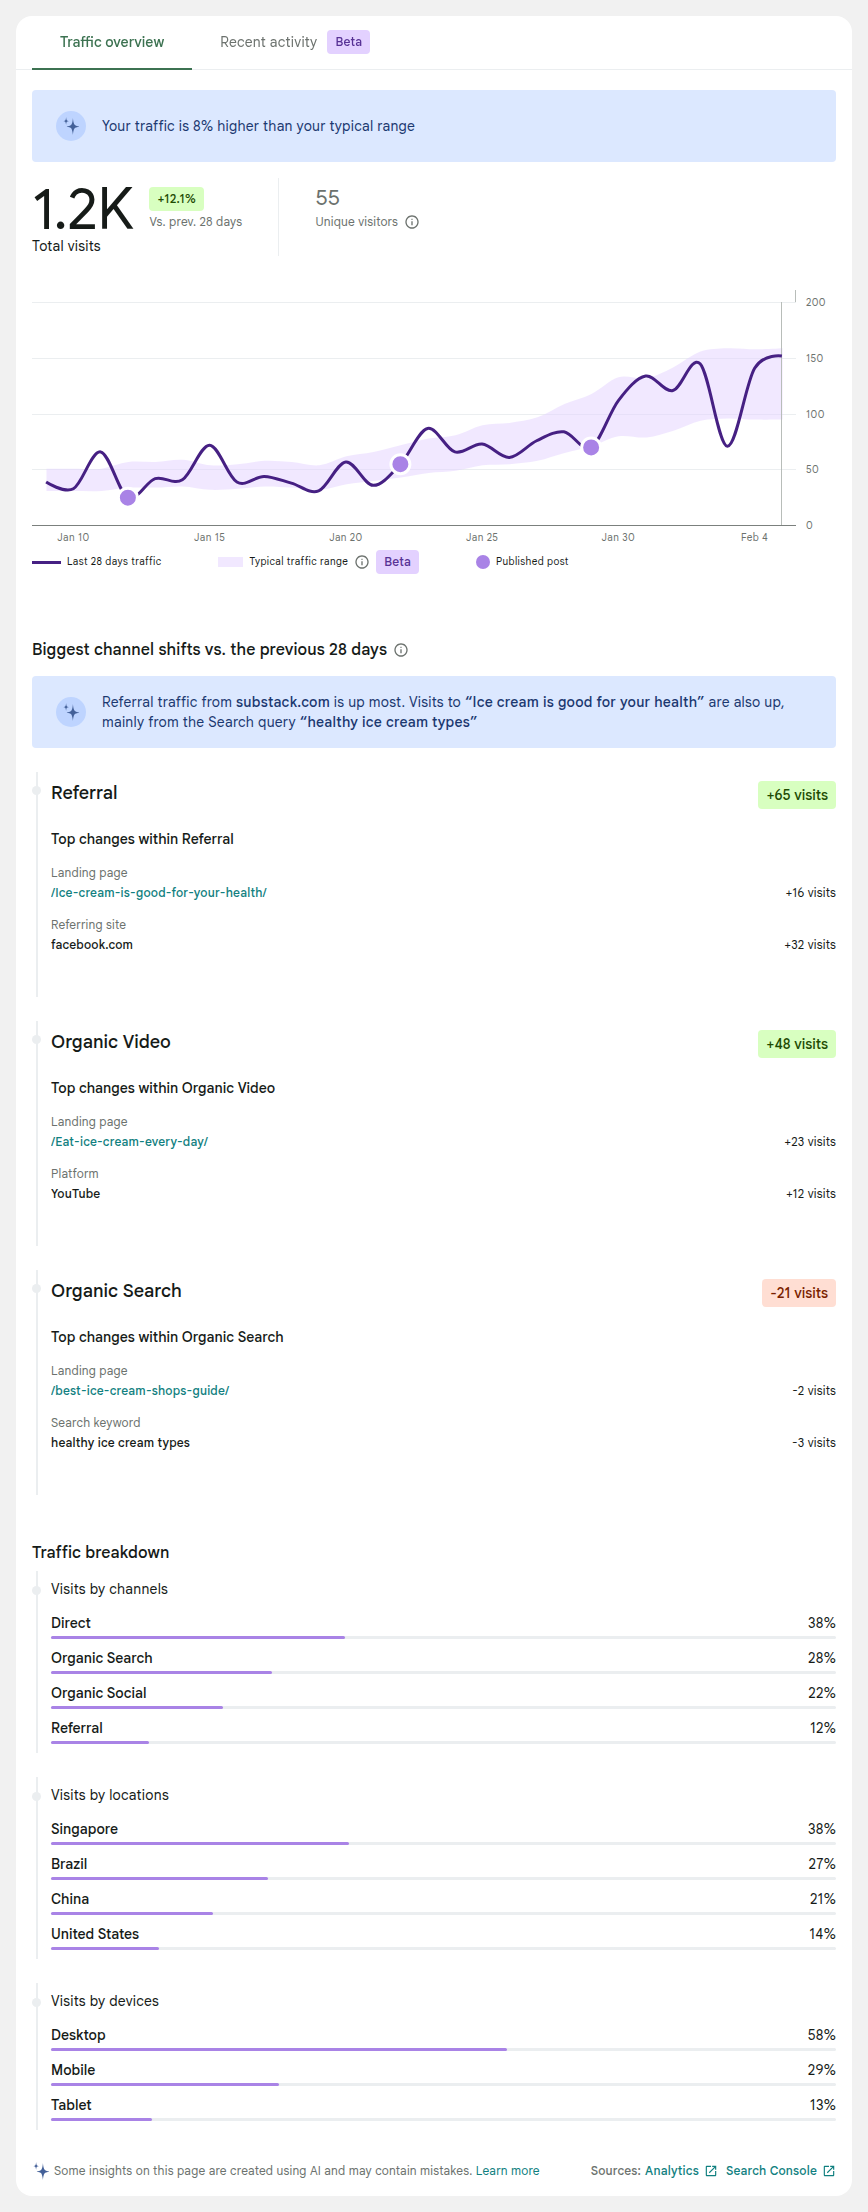 Traffic overview
Recent activity Beta
Your traffic is 8% higher than your typical range
1.2K +12.1%
Vs. prev. 28 days
Total visits
55
Unique visitors
200
150
100
50
0
Jan 10 Jan 15 Jan 20 Jan 25 Jan 30 Feb 4
Last 28 days traffic Typical traffic range Beta Published post
Biggest channel shifts vs. the previous 28 days
Referral traffic from substack.com is up most. Visits to “Ice cream is good for your health” are also up,
mainly from the Search query “healthy ice cream types”
Referral +65 visits
Top changes within Referral
Landing page
/Ice-cream-is-good-for-your-health/ +16 visits
Referring site
facebook.com +32 visits
Organic Video +48 visits
Top changes within Organic Video
Landing page
/Eat-ice-cream-every-day/ +23 visits
Platform
YouTube +12 visits
Organic Search -21 visits
Top changes within Organic Search
Landing page
/best-ice-cream-shops-guide/ -2 visits
Search keyword
healthy ice cream types -3 visits
Traffic breakdown
Visits by channels
Direct 38%
Organic Search 28%
Organic Social 22%
Referral 12%
Visits by locations
Singapore 38%
Brazil 27%
China 21%
United States 14%
Visits by devices
Desktop 58%
Mobile 29%
Tablet 13%
Some insights on this page are created using AI and may contain mistakes. Learn more Sources: Analytics Search Console